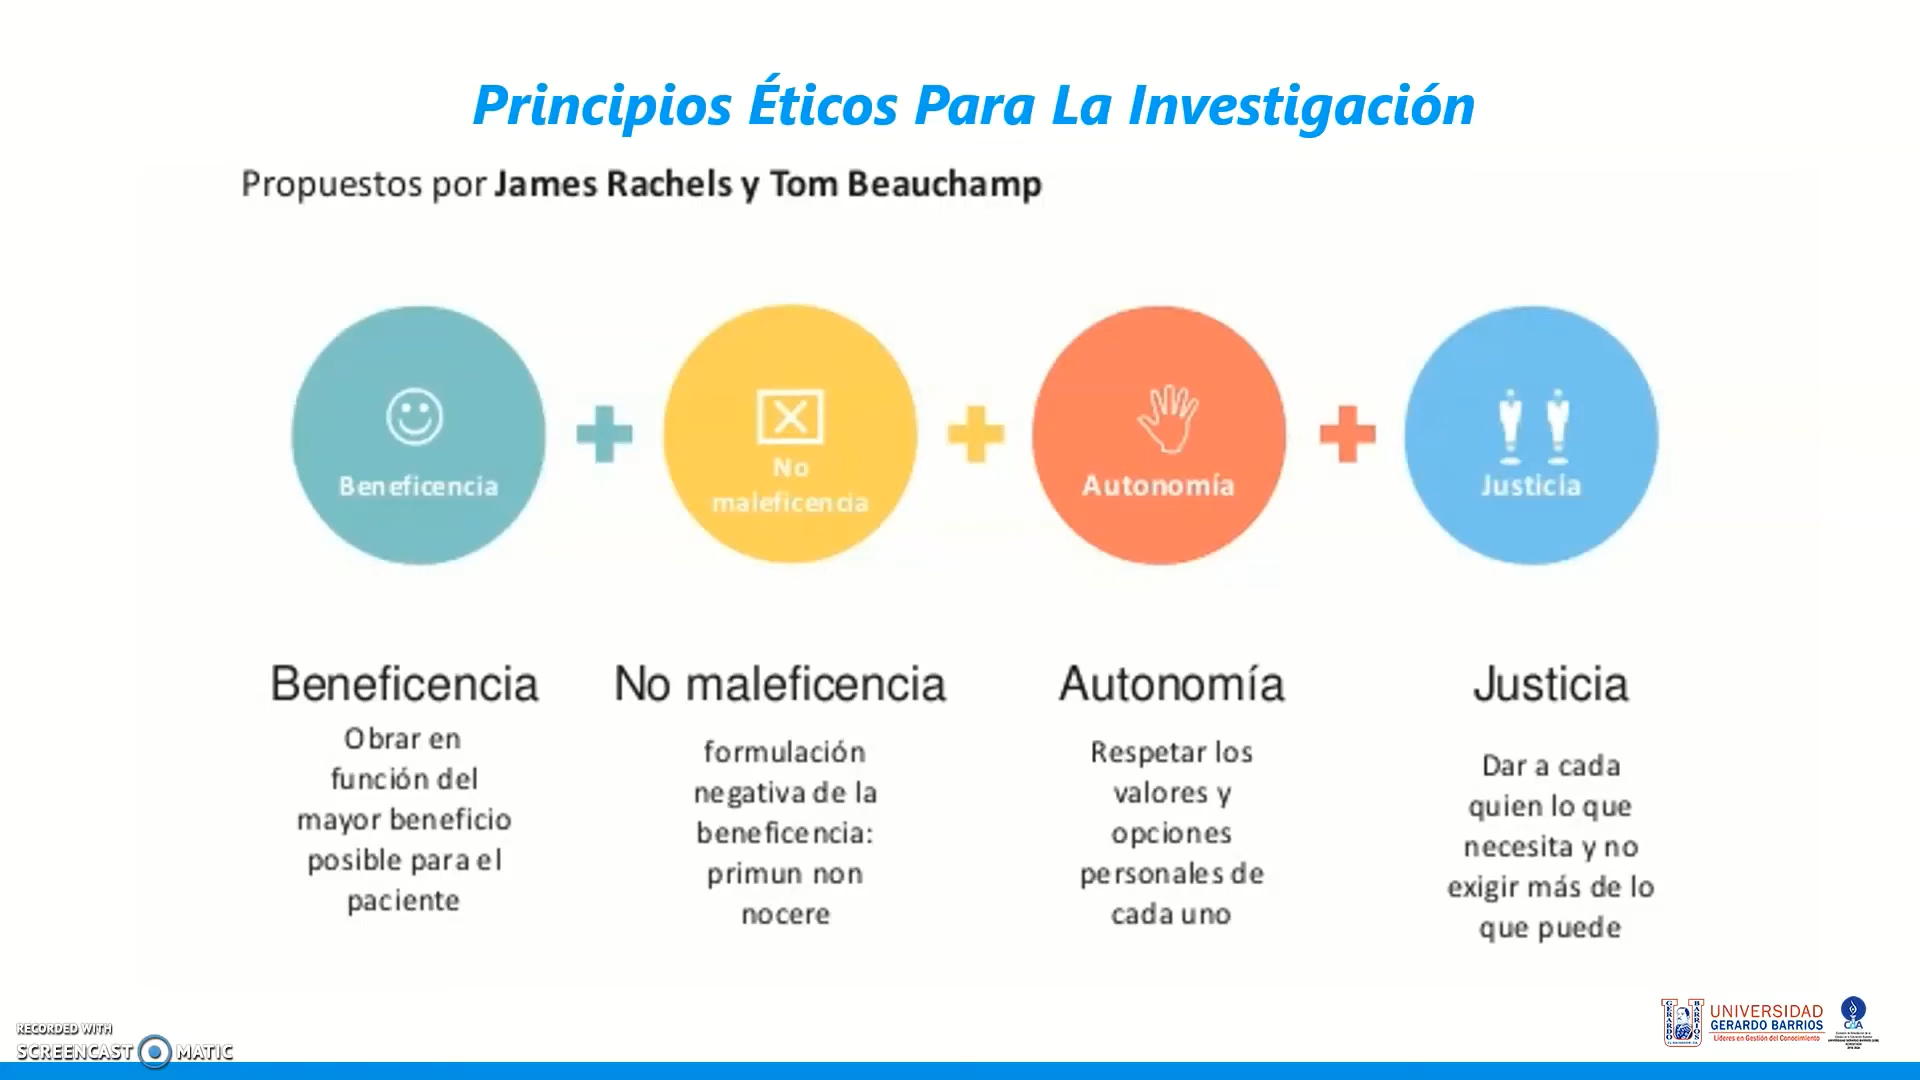 Principios Éticos Para La Investigación
Propuestos por James Rachels y Tom Beauchamp
Beneficencia
No
maleficencia
Autonomía
Justicia
Beneficencia
Obrar en
función del
mayor beneficio
posible para el
paciente
No maleficencia
formulación
negativa de la
beneficencia:
primun non
nocere
Autonomía
Respetar los
valores y
opciones
personales de
cada uno
Justicia
Dar a cada
quien lo que
necesita y no
exigir más de lo
que puede
RECORDED WITH
SCREENCAST MATIC
GERARDO
BARRIOS
UNIVERSIDAD
GERARDO BARRIOS
Líderes en Gestión del Conocimiento
CdA